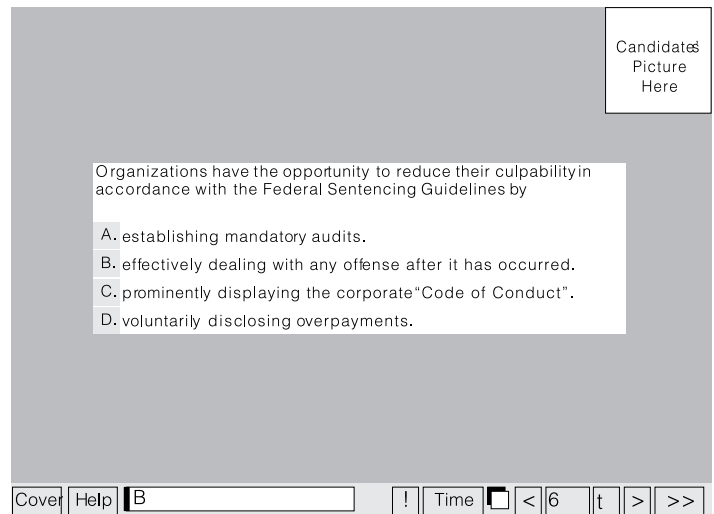 Candidates'
Picture
Here
Organizations have the opportunity to reduce their culpability in
accordance with the Federal Sentencing Guidelines by
A. establishing mandatory audits.
B. effectively dealing with any offense after it has occurred.
C. prominently displaying the corporate “Code of Conduct”.
D. voluntarily disclosing overpayments.
Cover Help B ! Time < 6 t > >>